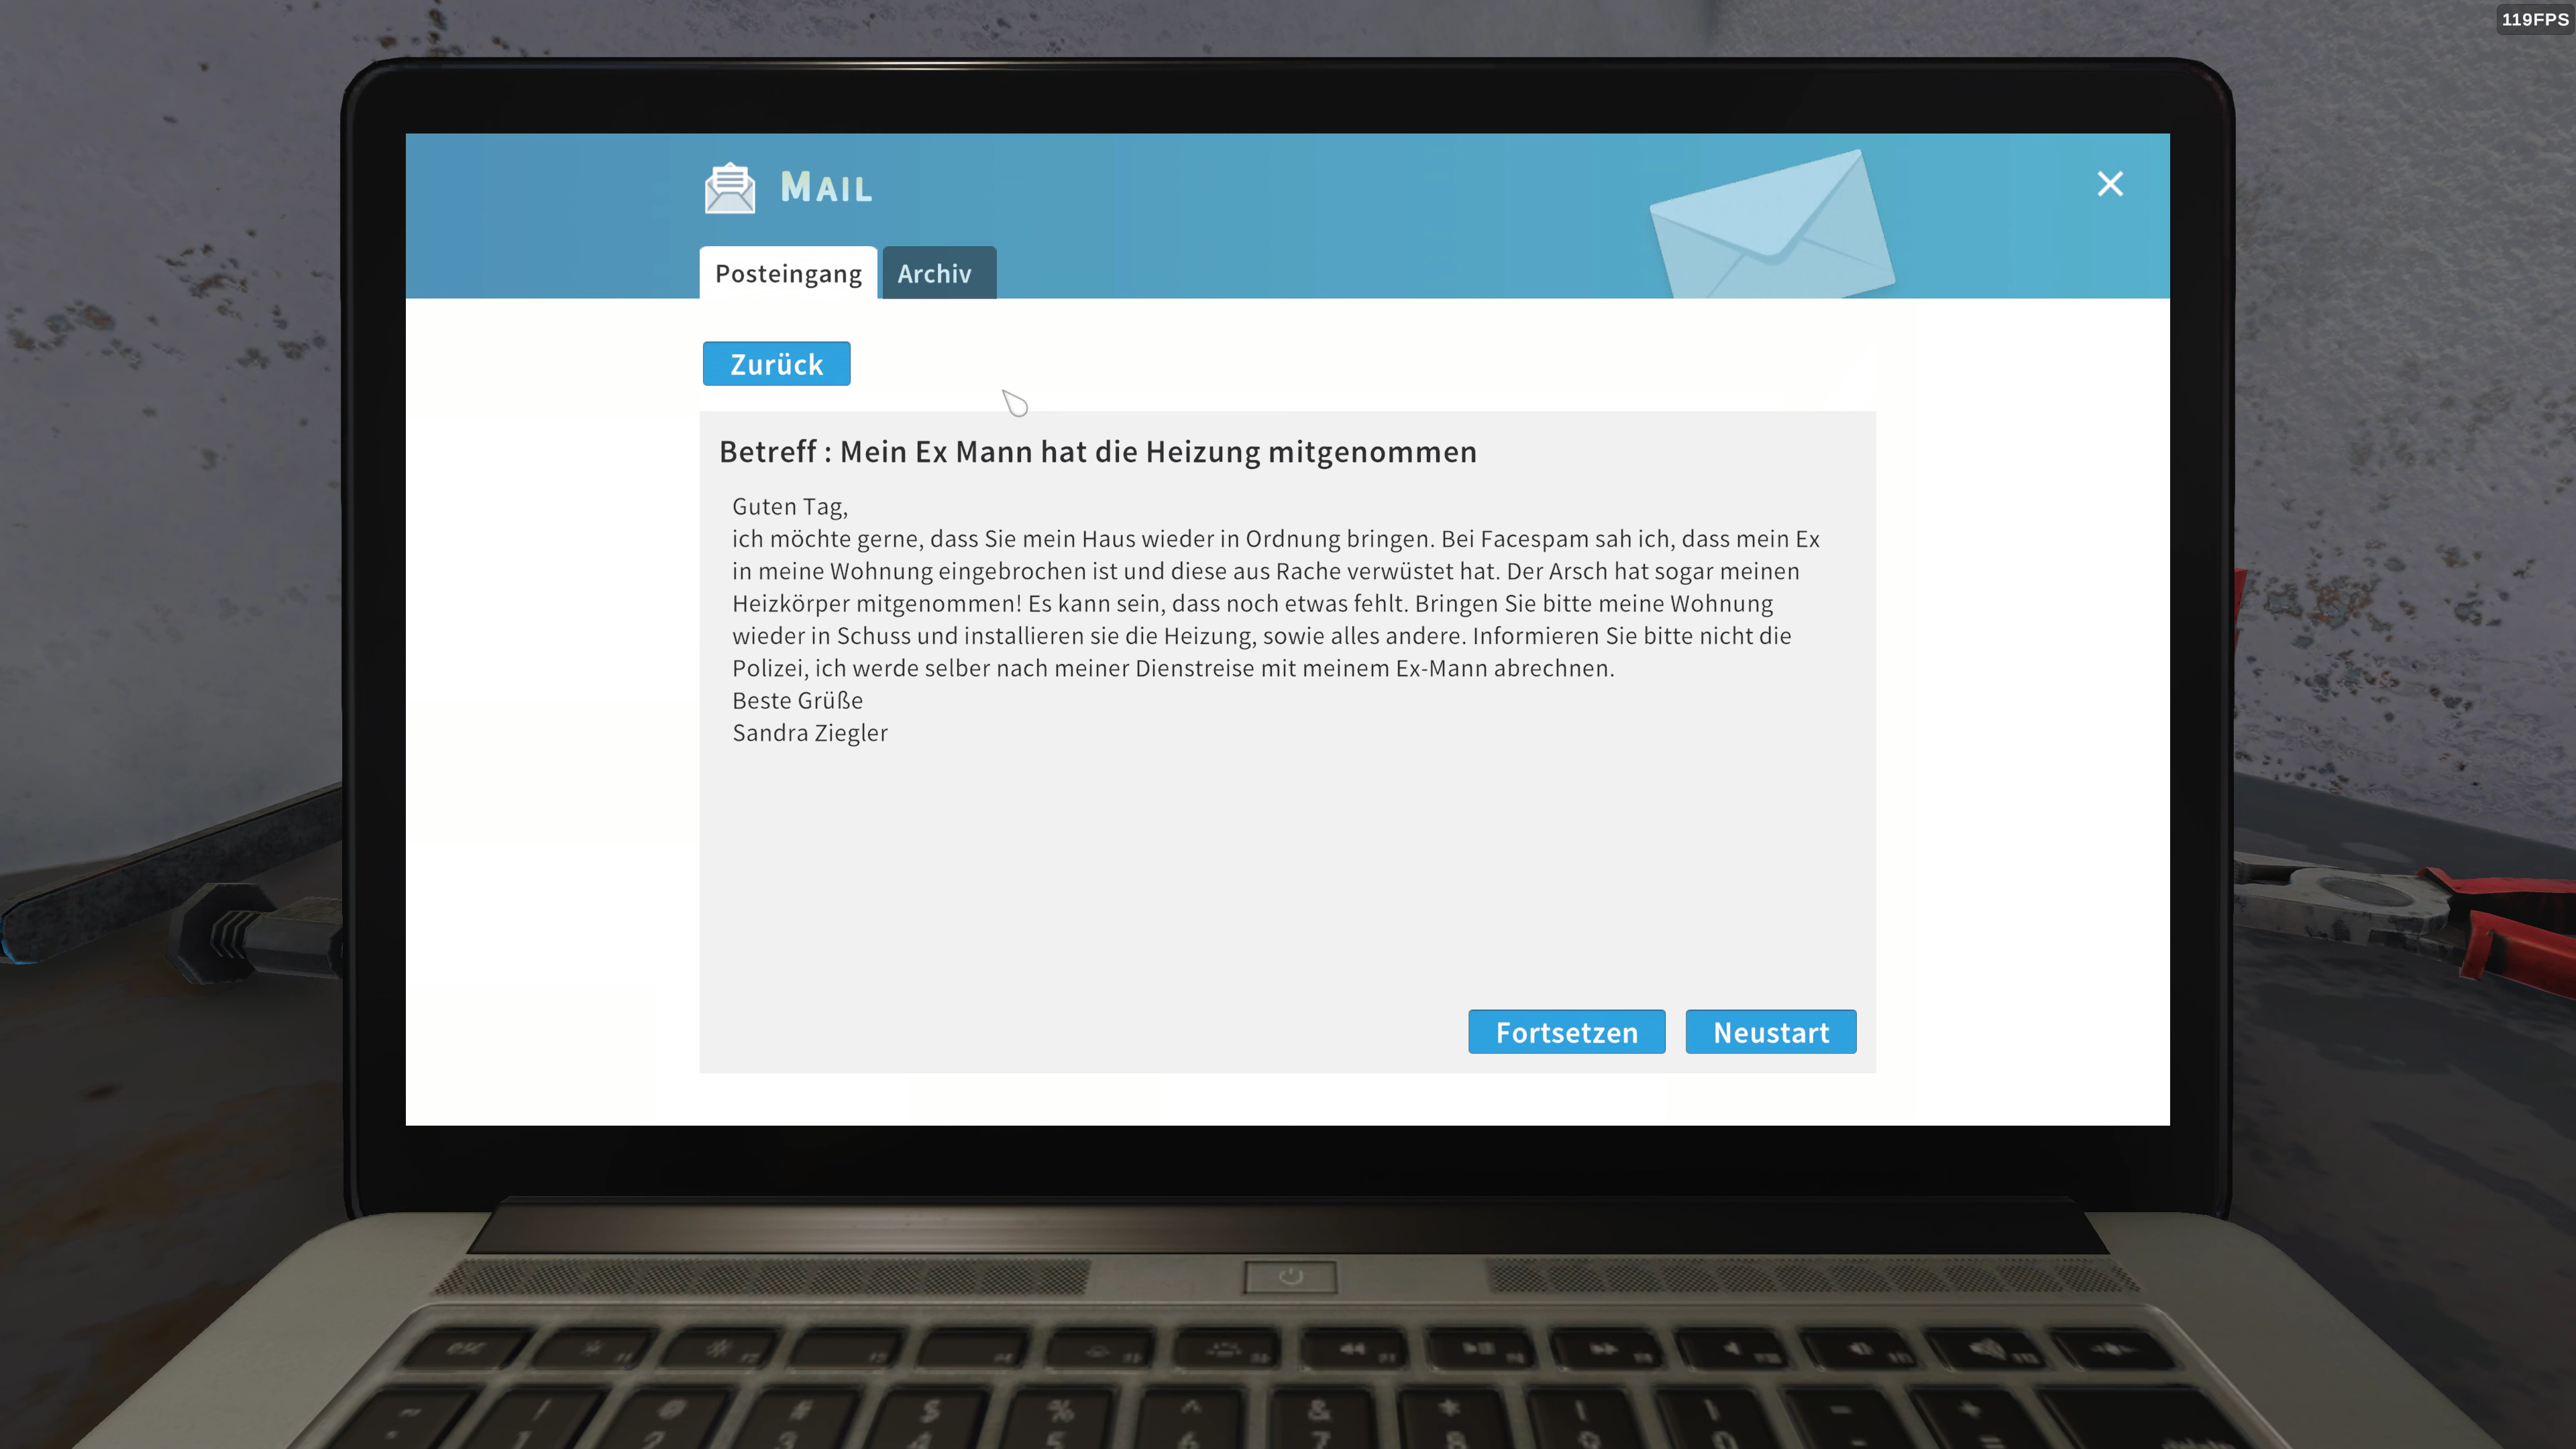 119FPS
MAIL
Posteingang
Archiv
Zurück
Betreff : Mein Ex Mann hat die Heizung mitgenommen
Guten Tag,
ich möchte gerne, dass Sie mein Haus wieder in Ordnung bringen. Bei Facespam sah ich, dass mein Ex
in meine Wohnung eingebrochen ist und diese aus Rache verwüstet hat. Der Arsch hat sogar meinen
Heizkörper mitgenommen! Es kann sein, dass noch etwas fehlt. Bringen Sie bitte meine Wohnung
wieder in Schuss und installieren sie die Heizung, sowie alles andere. Informieren Sie bitte nicht die
Polizei, ich werde selber nach meiner Dienstreise mit meinem Ex-Mann abrechnen.
Beste Grüße
Sandra Ziegler
Fortsetzen
Neustart